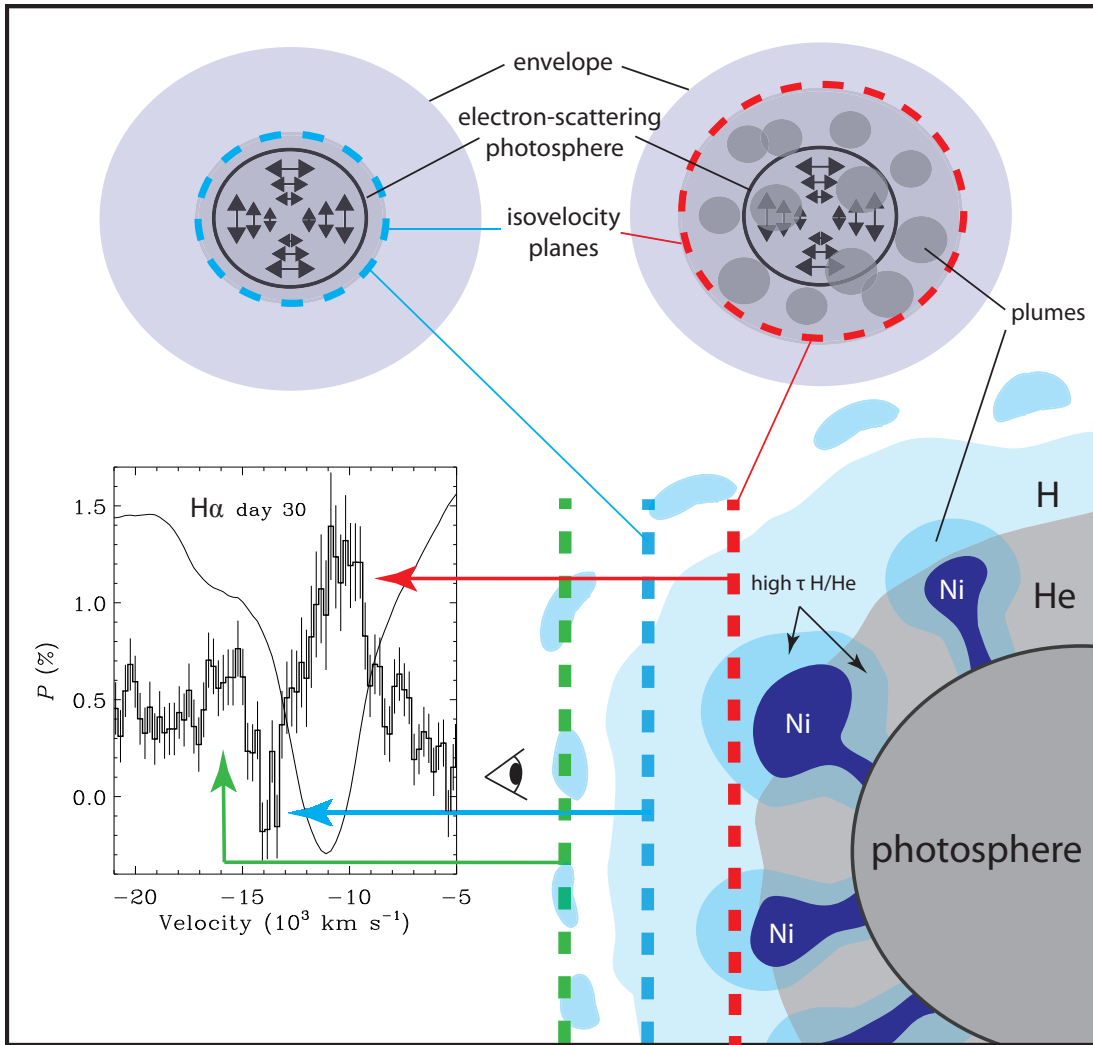 envelope
electron-scattering
photosphere
isovelocity
planes
plumes
Hα day 30
1.5
1.0
0.5
0.0
P (%)
−20
−15
−10
−5
Velocity (10³ km s⁻¹)
H
He
high τ H/He
Ni
Ni
Ni
photosphere